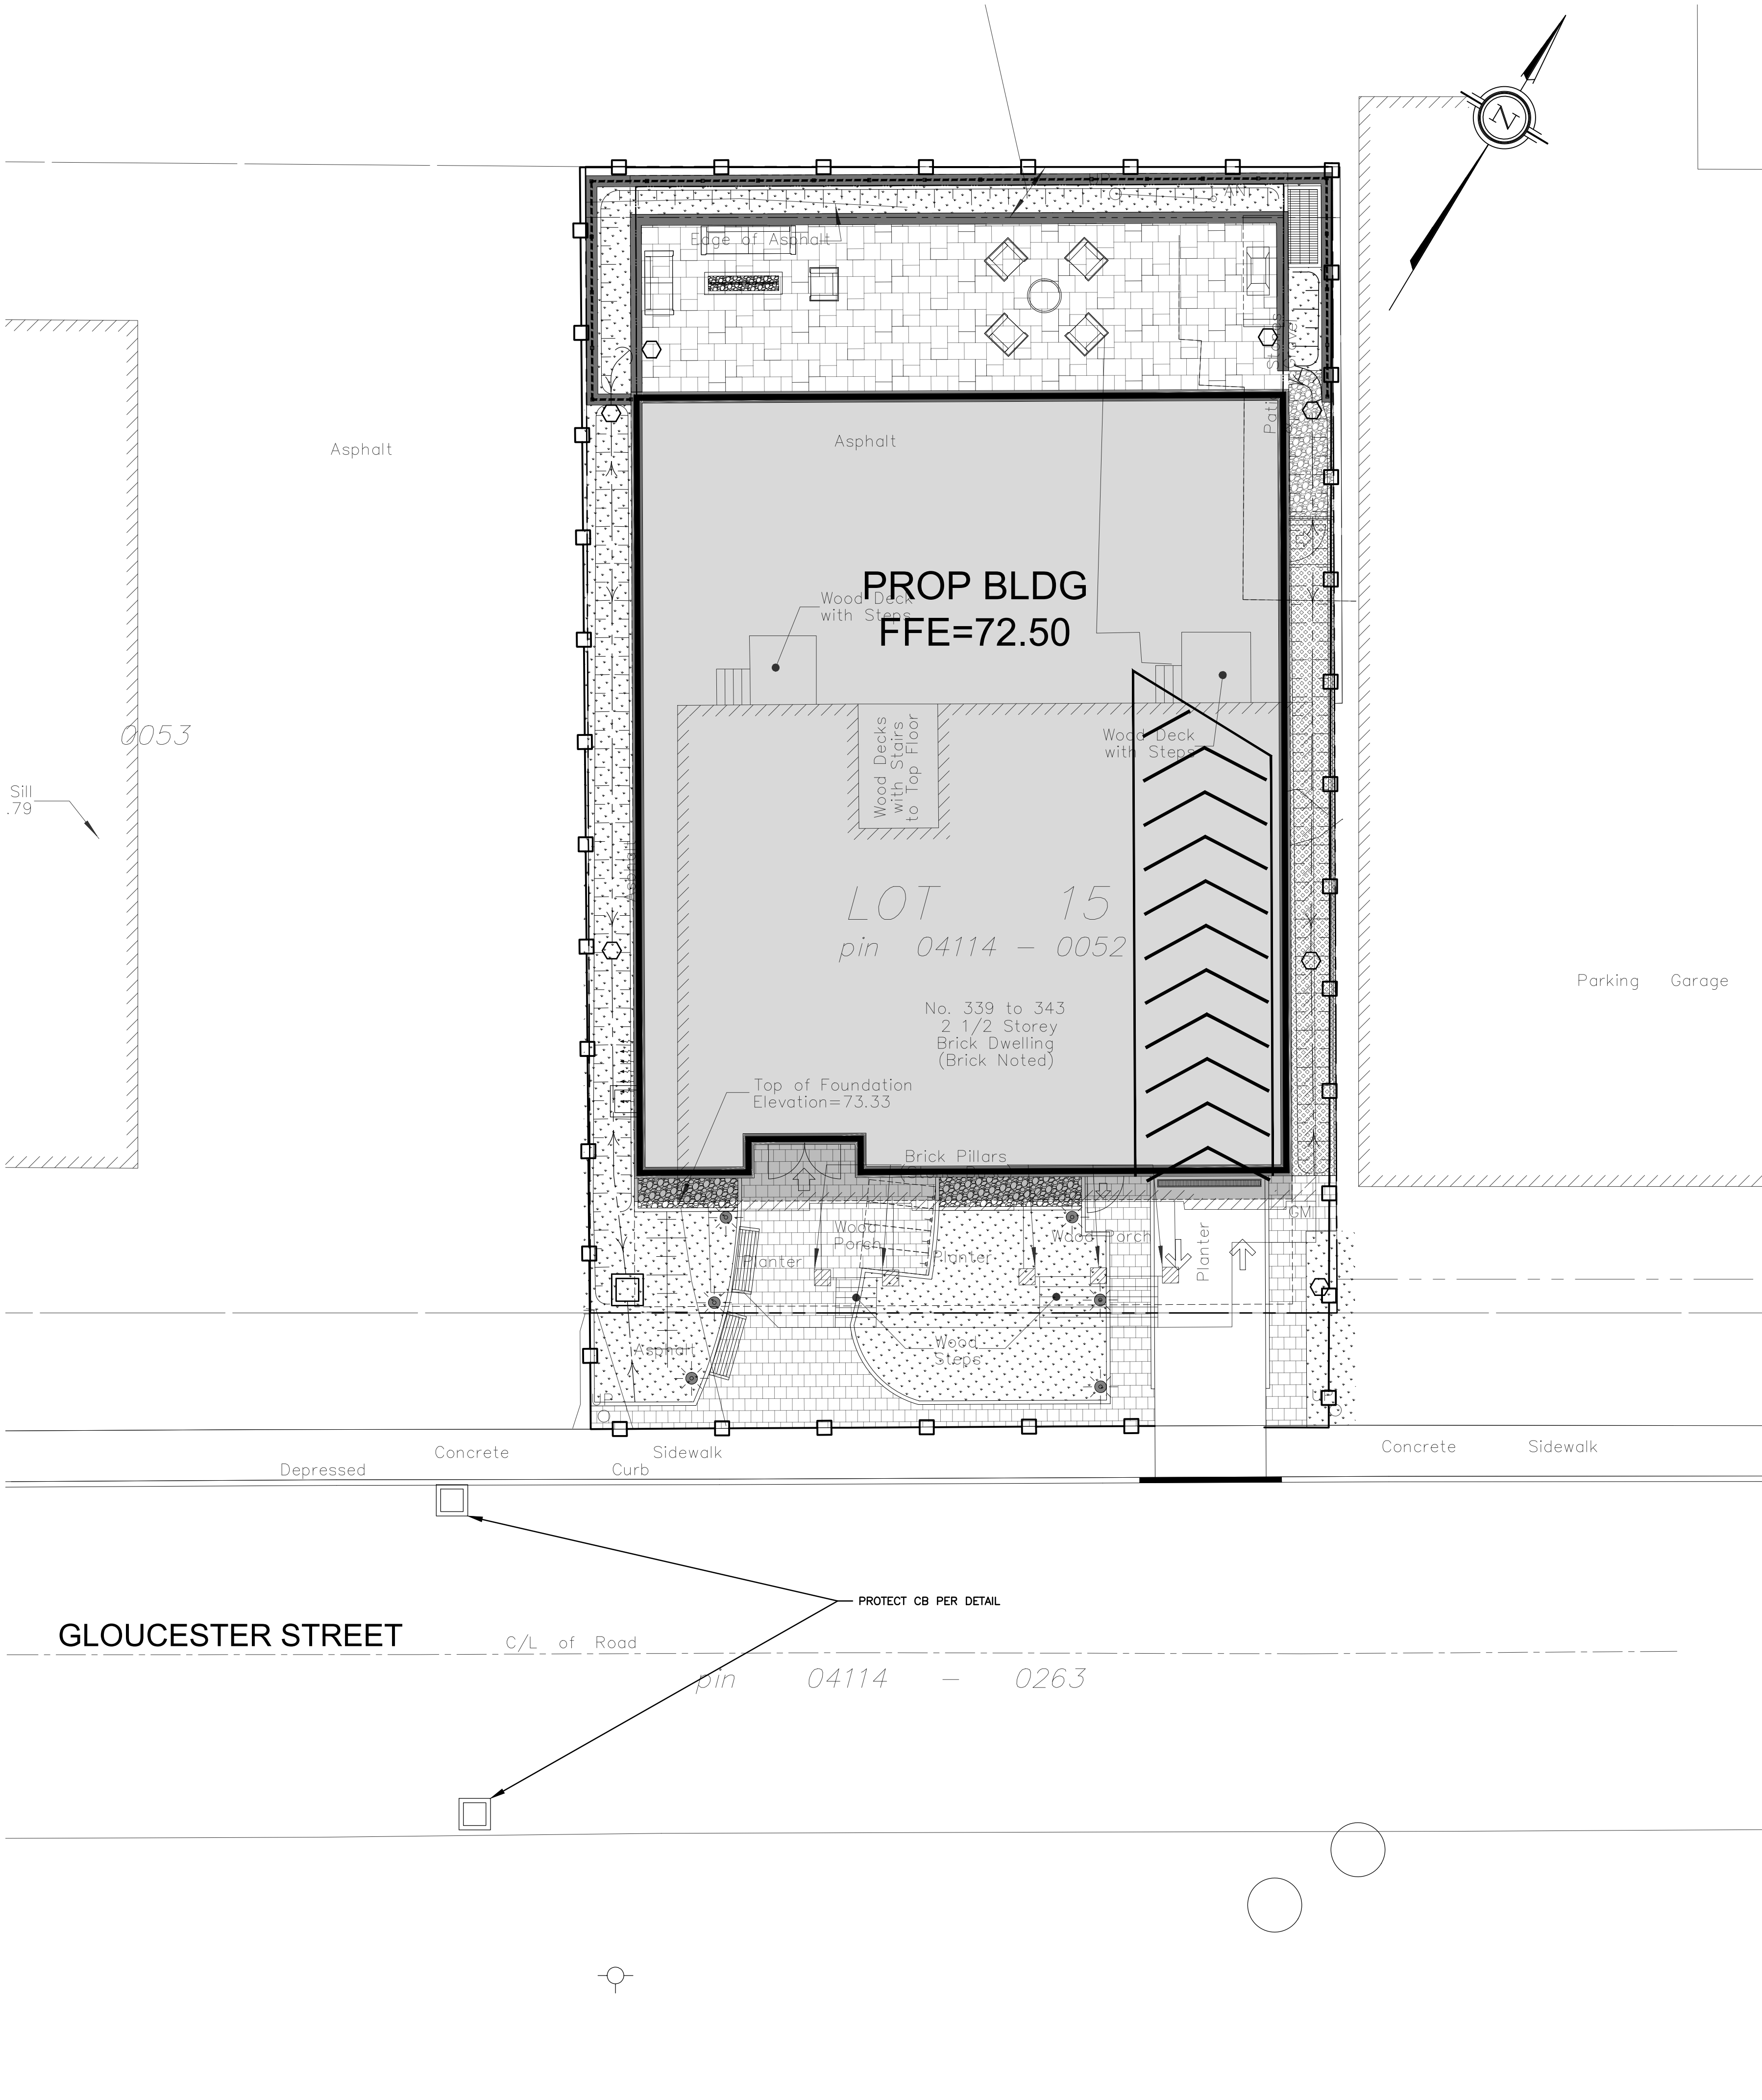 N
AN
Edge of Asphalt
Asphalt
Asphalt
PROP BLDG
FFE=72.50
Wood Deck
with Steps
0053
Wood Decks
with Stairs
to Top Floor
Wood Deck
with Steps
Sill
.79
LOT 15
pin 04114 - 0052
No. 339 to 343
2 1/2 Storey
Brick Dwelling
(Brick Noted)
Parking Garage
Top of Foundation
Elevation=73.33
Brick Pillars
GM
Wood
Porch
Wood Porch
Planter
Planter
Planter
Wood
Steps
Asphalt
UP
Concrete Sidewalk
Concrete Sidewalk
Depressed Curb
PROTECT CB PER DETAIL
GLOUCESTER STREET
C/L of Road
pin 04114 - 0263